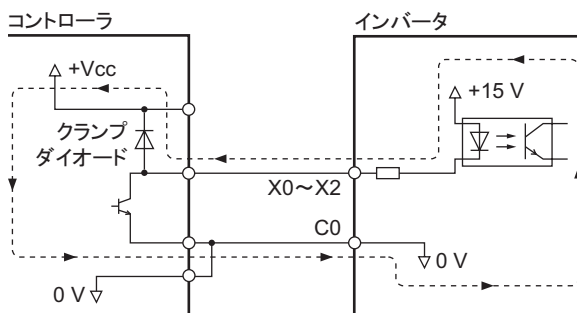 コントローラ
インバータ
+Vcc
+15 V
クランプ
ダイオード
X0～X2
C0
0 V
0 V